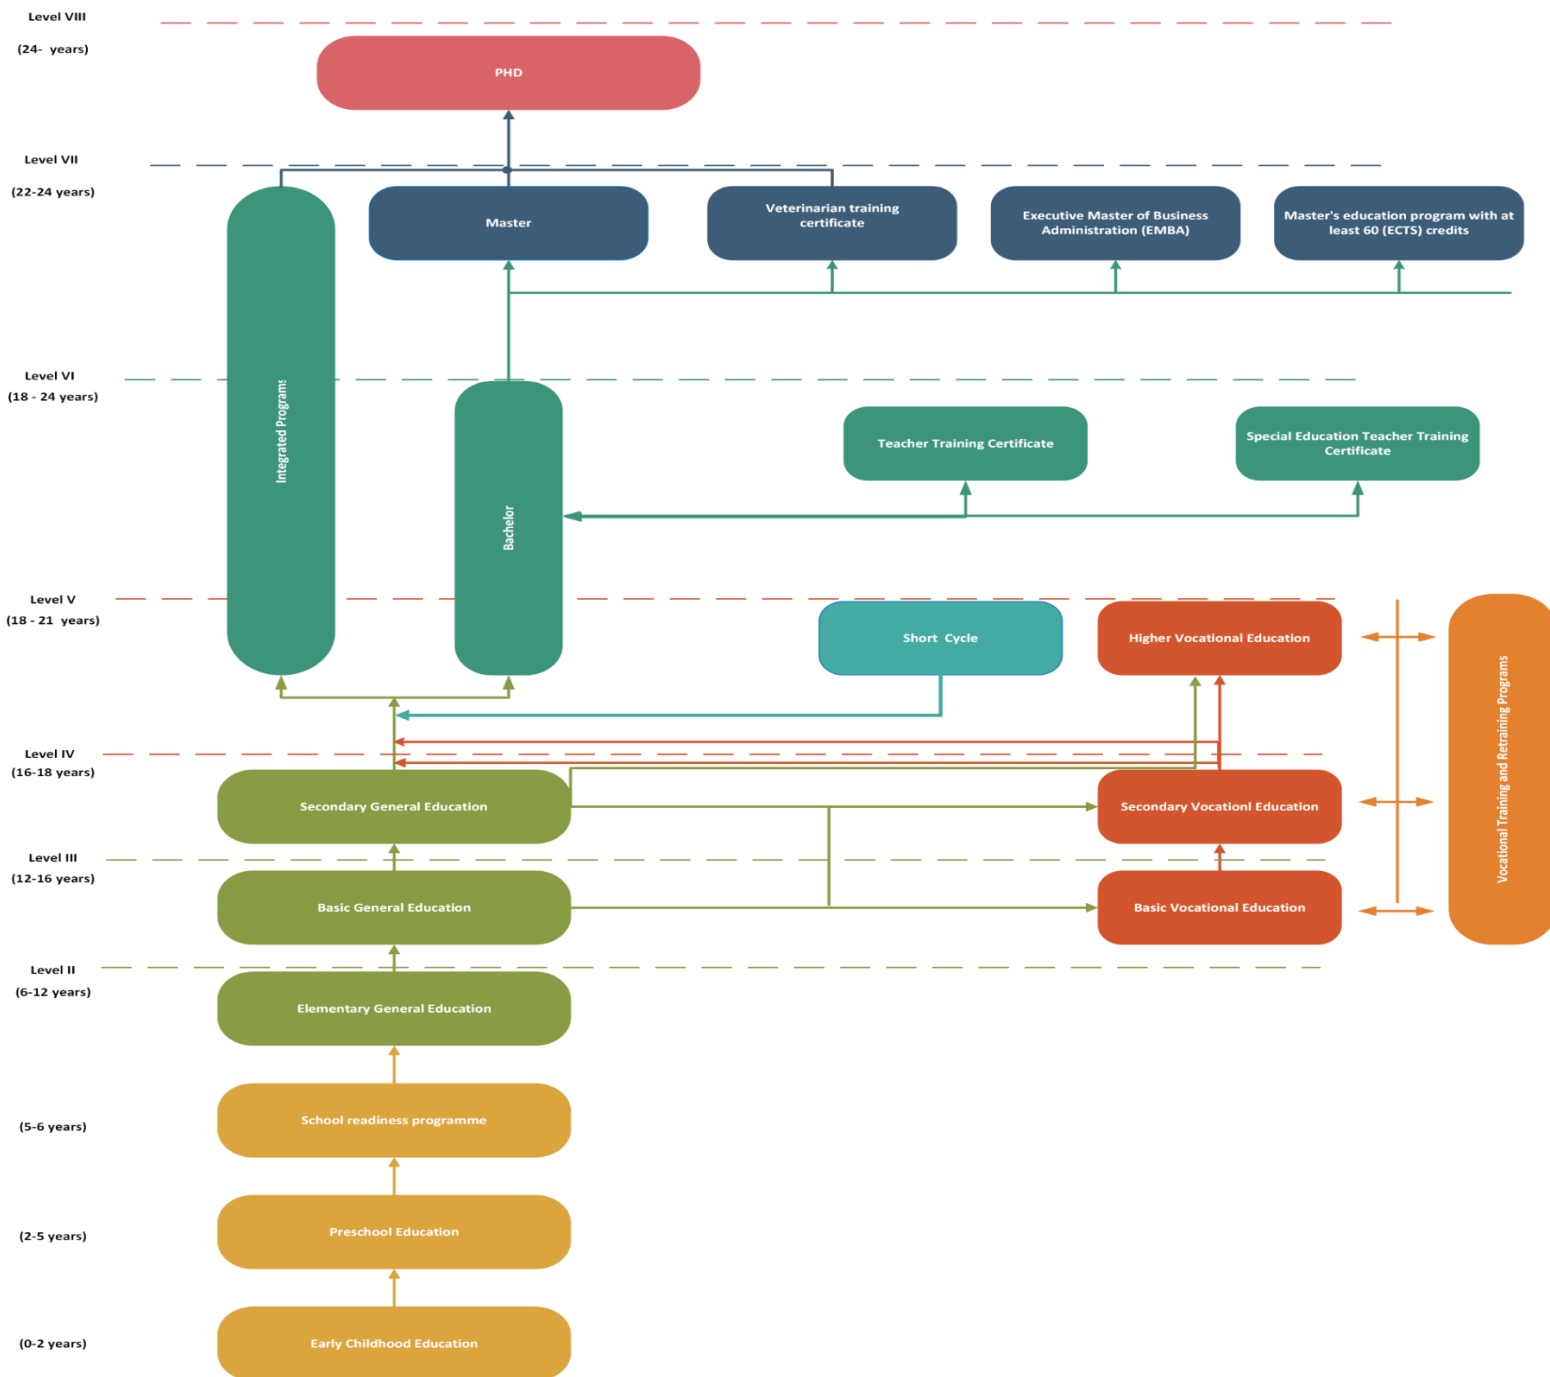 Level VIII
(24-  years)
PHD
Level VII
(22-24 years)
Master
Veterinarian training
certificate
Executive Master of Business
Administration (EMBA)
Master's education program with at
least 60 (ECTS) credits
Level VI
(18 - 24 years)
Integrated Programs
Bachelor
Teacher Training Certificate
Special Education Teacher Training
Certificate
Level V
(18 - 21  years)
Short  Cycle
Higher Vocational Education
Vocational Training and Retraining Programs
Level IV
(16-18 years)
Secondary General Education
Secondary Vocationl Education
Level III
(12-16 years)
Basic General Education
Basic Vocational Education
Level II
(6-12 years)
Elementary General Education
(5-6 years)
School readiness programme
(2-5 years)
Preschool Education
(0-2 years)
Early Childhood Education